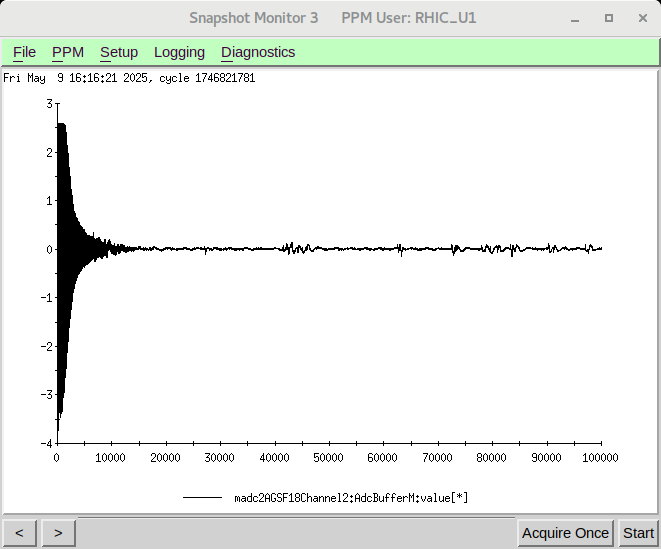 Snapshot Monitor 3 PPM User: RHIC_U1
File PPM Setup Logging Diagnostics
Fri May 9 16:16:21 2025, cycle 1746821781
3
2
1
0
-1
-2
-3
-4
0 10000 20000 30000 40000 50000 60000 70000 80000 90000 100000
madc2AGSF18Channel2:AdcBufferM:value[*]
< > Acquire Once Start